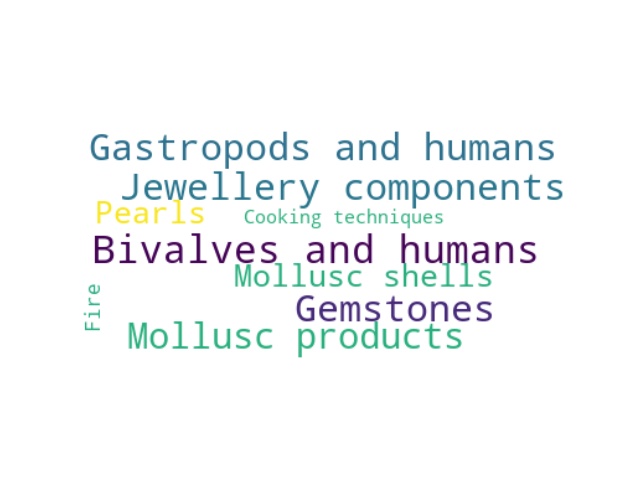 Gastropods and humans
Jewellery components
Pearls
Cooking techniques
Bivalves and humans
Mollusc shells
Fire
Gemstones
Mollusc products